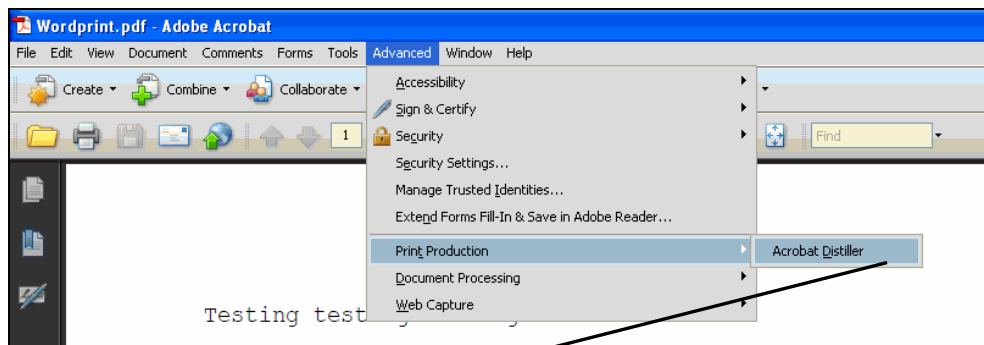 Wordprint.pdf - Adobe Acrobat
File Edit View Document Comments Forms Tools Advanced Window Help
Create Combine Collaborate
1 Find
Accessibility
Sign & Certify
Security
Security Settings...
Manage Trusted Identities...
Extend Forms Fill-In & Save in Adobe Reader...
Print Production Acrobat Distiller
Document Processing
Web Capture
Testing